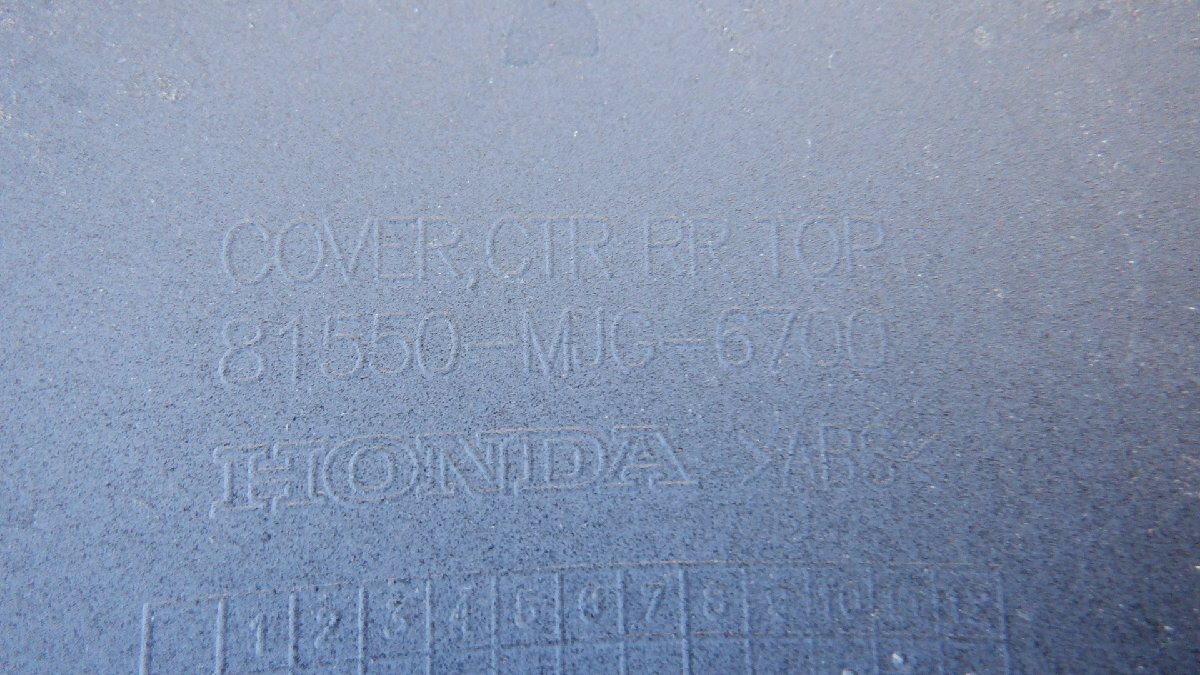 COVER,CTR RR TOP
81550-MJG-6700
HONDA >ABS<
1 2 3 4 5 6 7 8 9 10 11 12